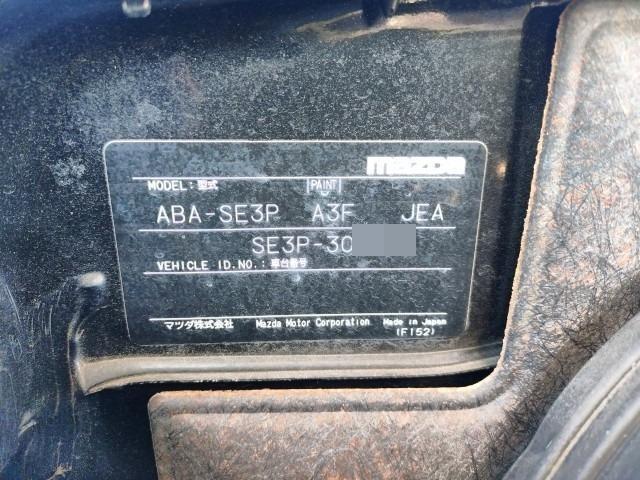 mazda
MODEL:型式 PAINT
ABA-SE3P A3F JEA
SE3P-30
VEHICLE ID.NO.:車台番号
マツダ株式会社 Mazda Motor Corporation Made in Japan
(F152)